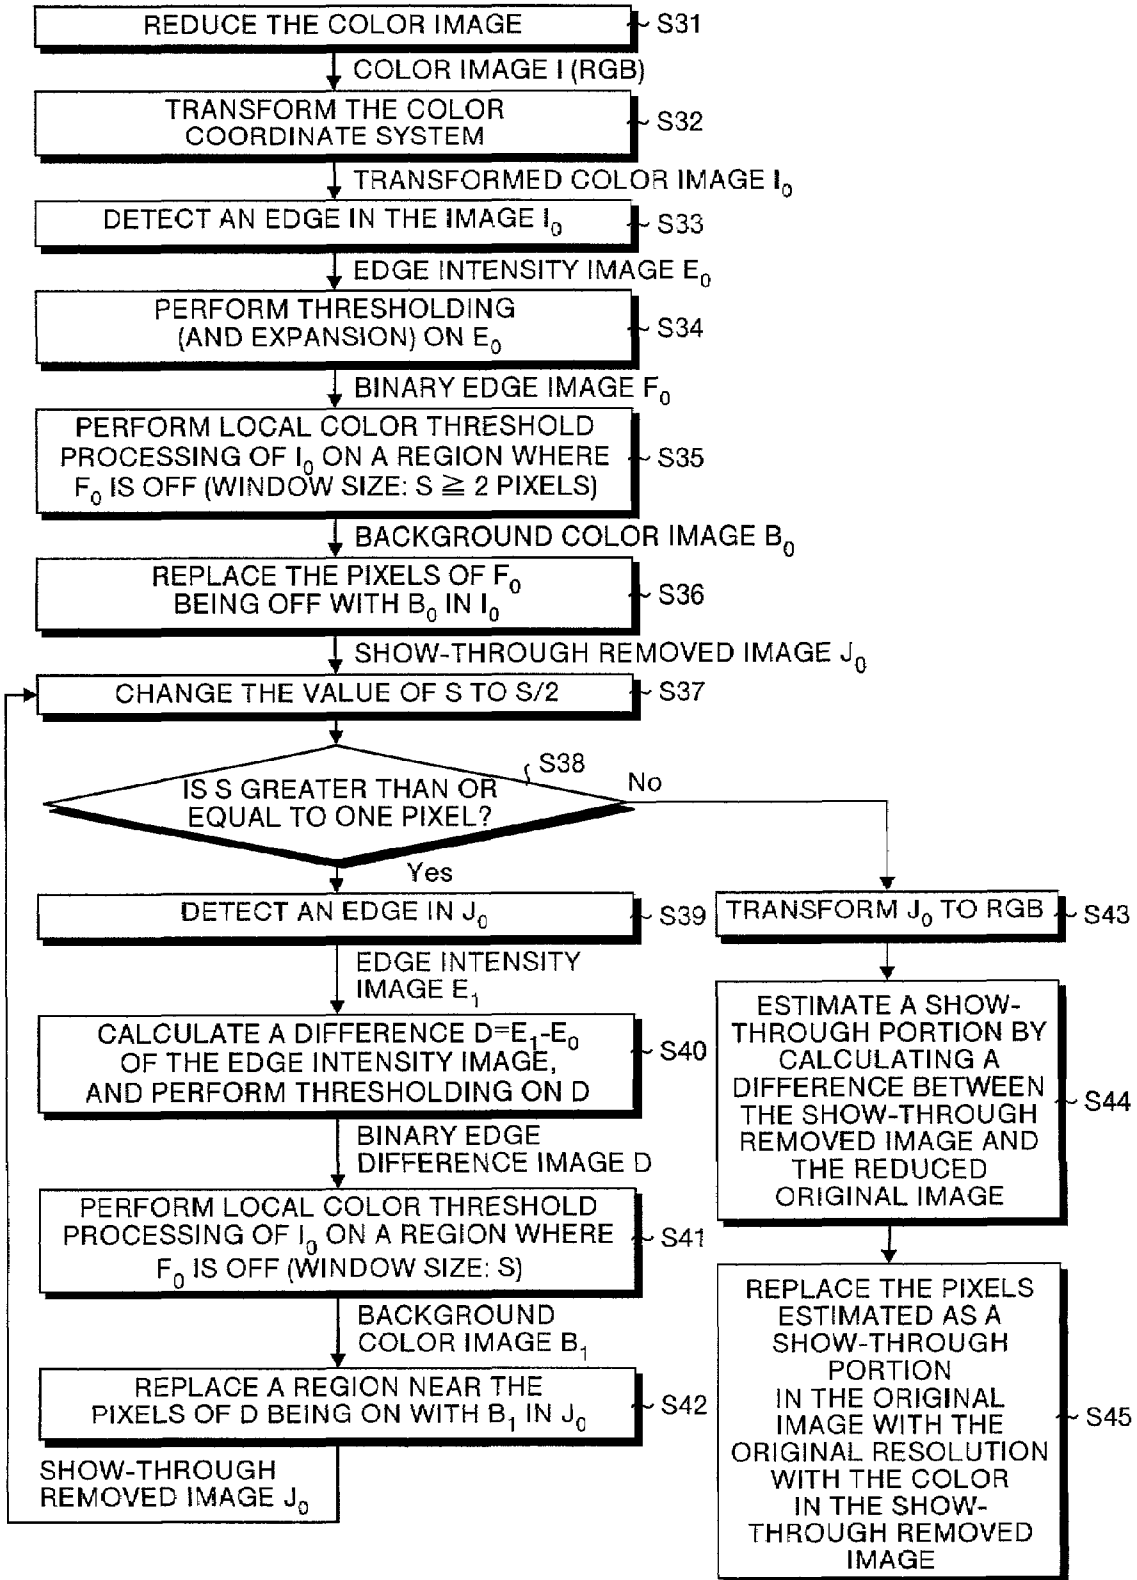 REDUCE THE COLOR IMAGE
S31
COLOR IMAGE I (RGB)
TRANSFORM THE COLOR
COORDINATE SYSTEM
S32
TRANSFORMED COLOR IMAGE I₀
DETECT AN EDGE IN THE IMAGE I₀
S33
EDGE INTENSITY IMAGE E₀
PERFORM THRESHOLDING
(AND EXPANSION) ON E₀
S34
BINARY EDGE IMAGE F₀
PERFORM LOCAL COLOR THRESHOLD
PROCESSING OF I₀ ON A REGION WHERE
F₀ IS OFF (WINDOW SIZE: S ≧ 2 PIXELS)
S35
BACKGROUND COLOR IMAGE B₀
REPLACE THE PIXELS OF F₀
BEING OFF WITH B₀ IN I₀
S36
SHOW-THROUGH REMOVED IMAGE J₀
CHANGE THE VALUE OF S TO S/2
S37
IS S GREATER THAN OR
EQUAL TO ONE PIXEL?
S38
No
Yes
DETECT AN EDGE IN J₀
S39
EDGE INTENSITY
IMAGE E₁
CALCULATE A DIFFERENCE D=E₁-E₀
OF THE EDGE INTENSITY IMAGE,
AND PERFORM THRESHOLDING ON D
S40
BINARY EDGE
DIFFERENCE IMAGE D
PERFORM LOCAL COLOR THRESHOLD
PROCESSING OF I₀ ON A REGION WHERE
F₀ IS OFF (WINDOW SIZE: S)
S41
BACKGROUND
COLOR IMAGE B₁
REPLACE A REGION NEAR THE
PIXELS OF D BEING ON WITH B₁ IN J₀
S42
SHOW-THROUGH
REMOVED IMAGE J₀
TRANSFORM J₀ TO RGB
S43
ESTIMATE A SHOW-
THROUGH PORTION BY
CALCULATING A
DIFFERENCE BETWEEN
THE SHOW-THROUGH
REMOVED IMAGE AND
THE REDUCED
ORIGINAL IMAGE
S44
REPLACE THE PIXELS
ESTIMATED AS A
SHOW-THROUGH
PORTION
IN THE ORIGINAL
IMAGE WITH THE
ORIGINAL RESOLUTION
WITH THE COLOR
IN THE SHOW-
THROUGH REMOVED
IMAGE
S45